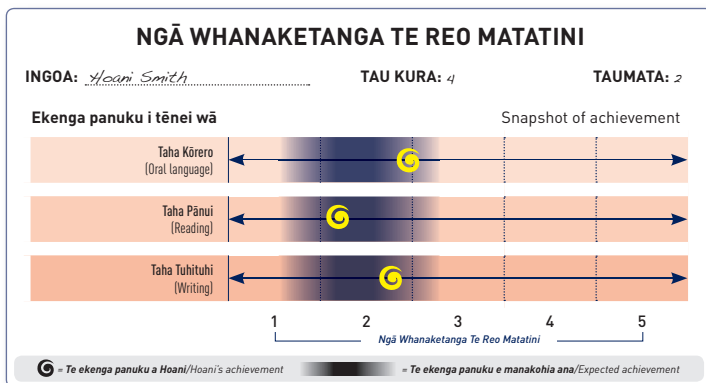 NGĀ WHANAKETANGA TE REO MATATINI
INGOA: Hoani Smith TAU KURA: 4 TAUMATA: 2
Ekenga panuku i tēnei wā Snapshot of achievement
Taha Kōrero
(Oral language)
Taha Pānui
(Reading)
Taha Tuhituhi
(Writing)
1 2 3 4 5
Ngā Whanaketanga Te Reo Matatini
= Te ekenga panuku a Hoani/Hoani's achievement = Te ekenga panuku e manakohia ana/Expected achievement